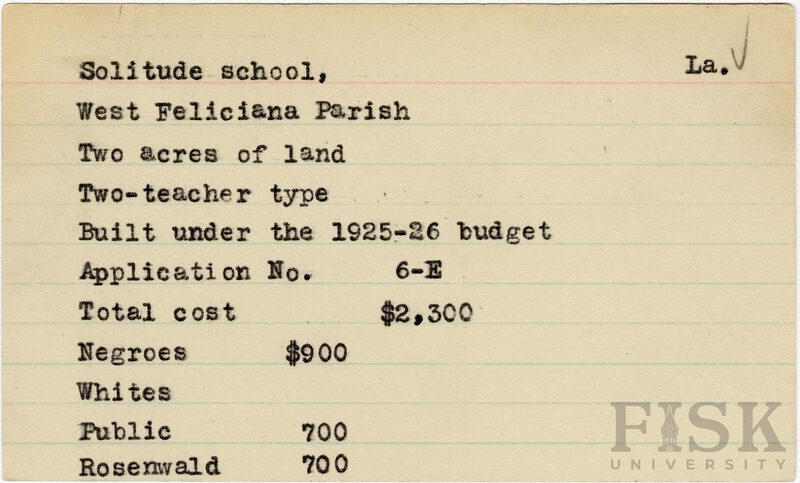 Solitude school, La.
West Feliciana Parish
Two acres of land
Two-teacher type
Built under the 1925-26 budget
Application No. 6-E
Total cost $2,300
Negroes $900
Whites
Public 700
Rosenwald 700
FISK
UNIVERSITY